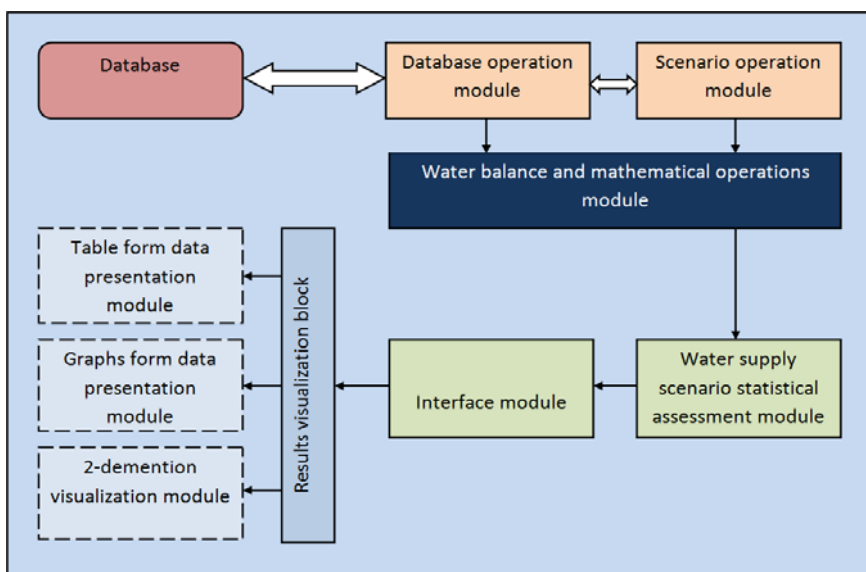 Database
Database operation
module
Scenario operation
module
Water balance and mathematical operations
module
Table form data
presentation
module
Graphs form data
presentation
module
2-demention
visualization module
Results visualization block
Interface module
Water supply
scenario statistical
assessment module